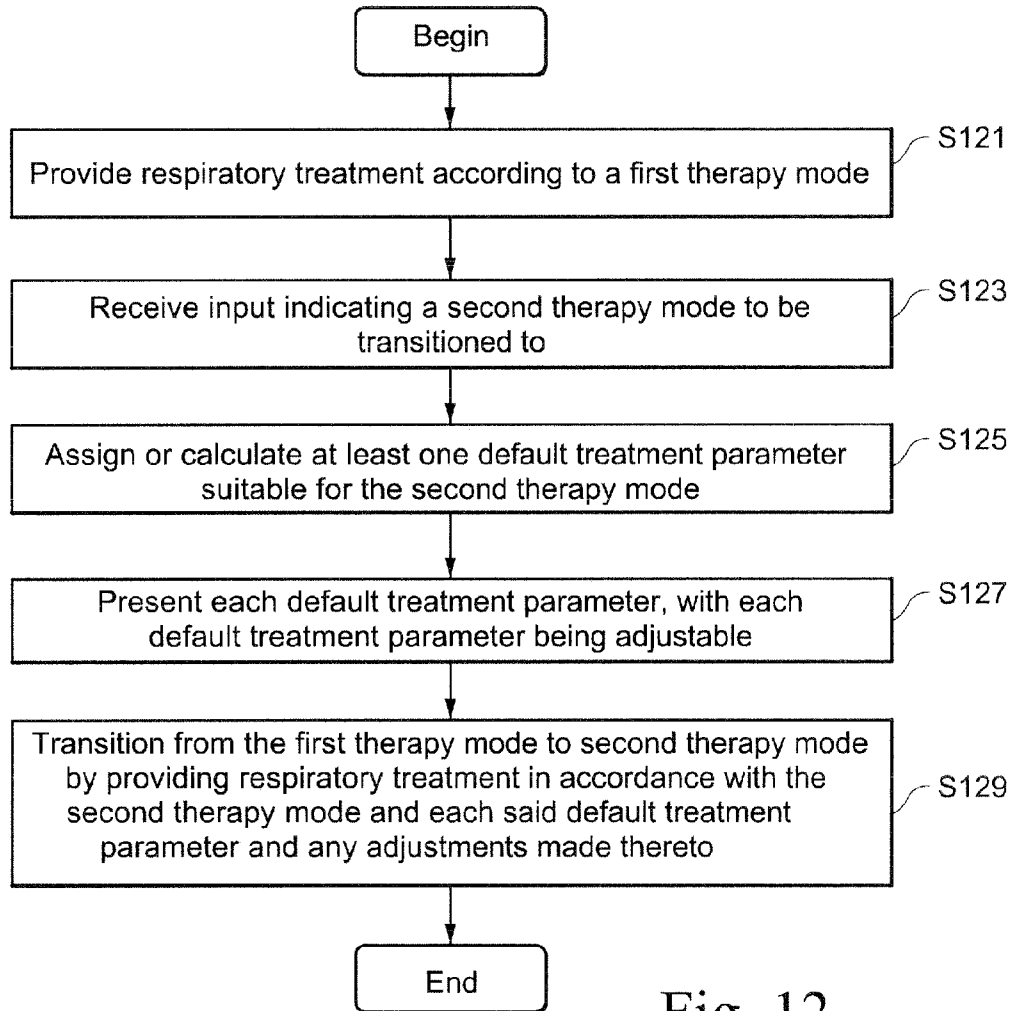 Begin
Provide respiratory treatment according to a first therapy mode
S121
Receive input indicating a second therapy mode to be
transitioned to
S123
Assign or calculate at least one default treatment parameter
suitable for the second therapy mode
S125
Present each default treatment parameter, with each
default treatment parameter being adjustable
S127
Transition from the first therapy mode to second therapy mode
by providing respiratory treatment in accordance with the
second therapy mode and each said default treatment
parameter and any adjustments made thereto
S129
End
Fig. 12